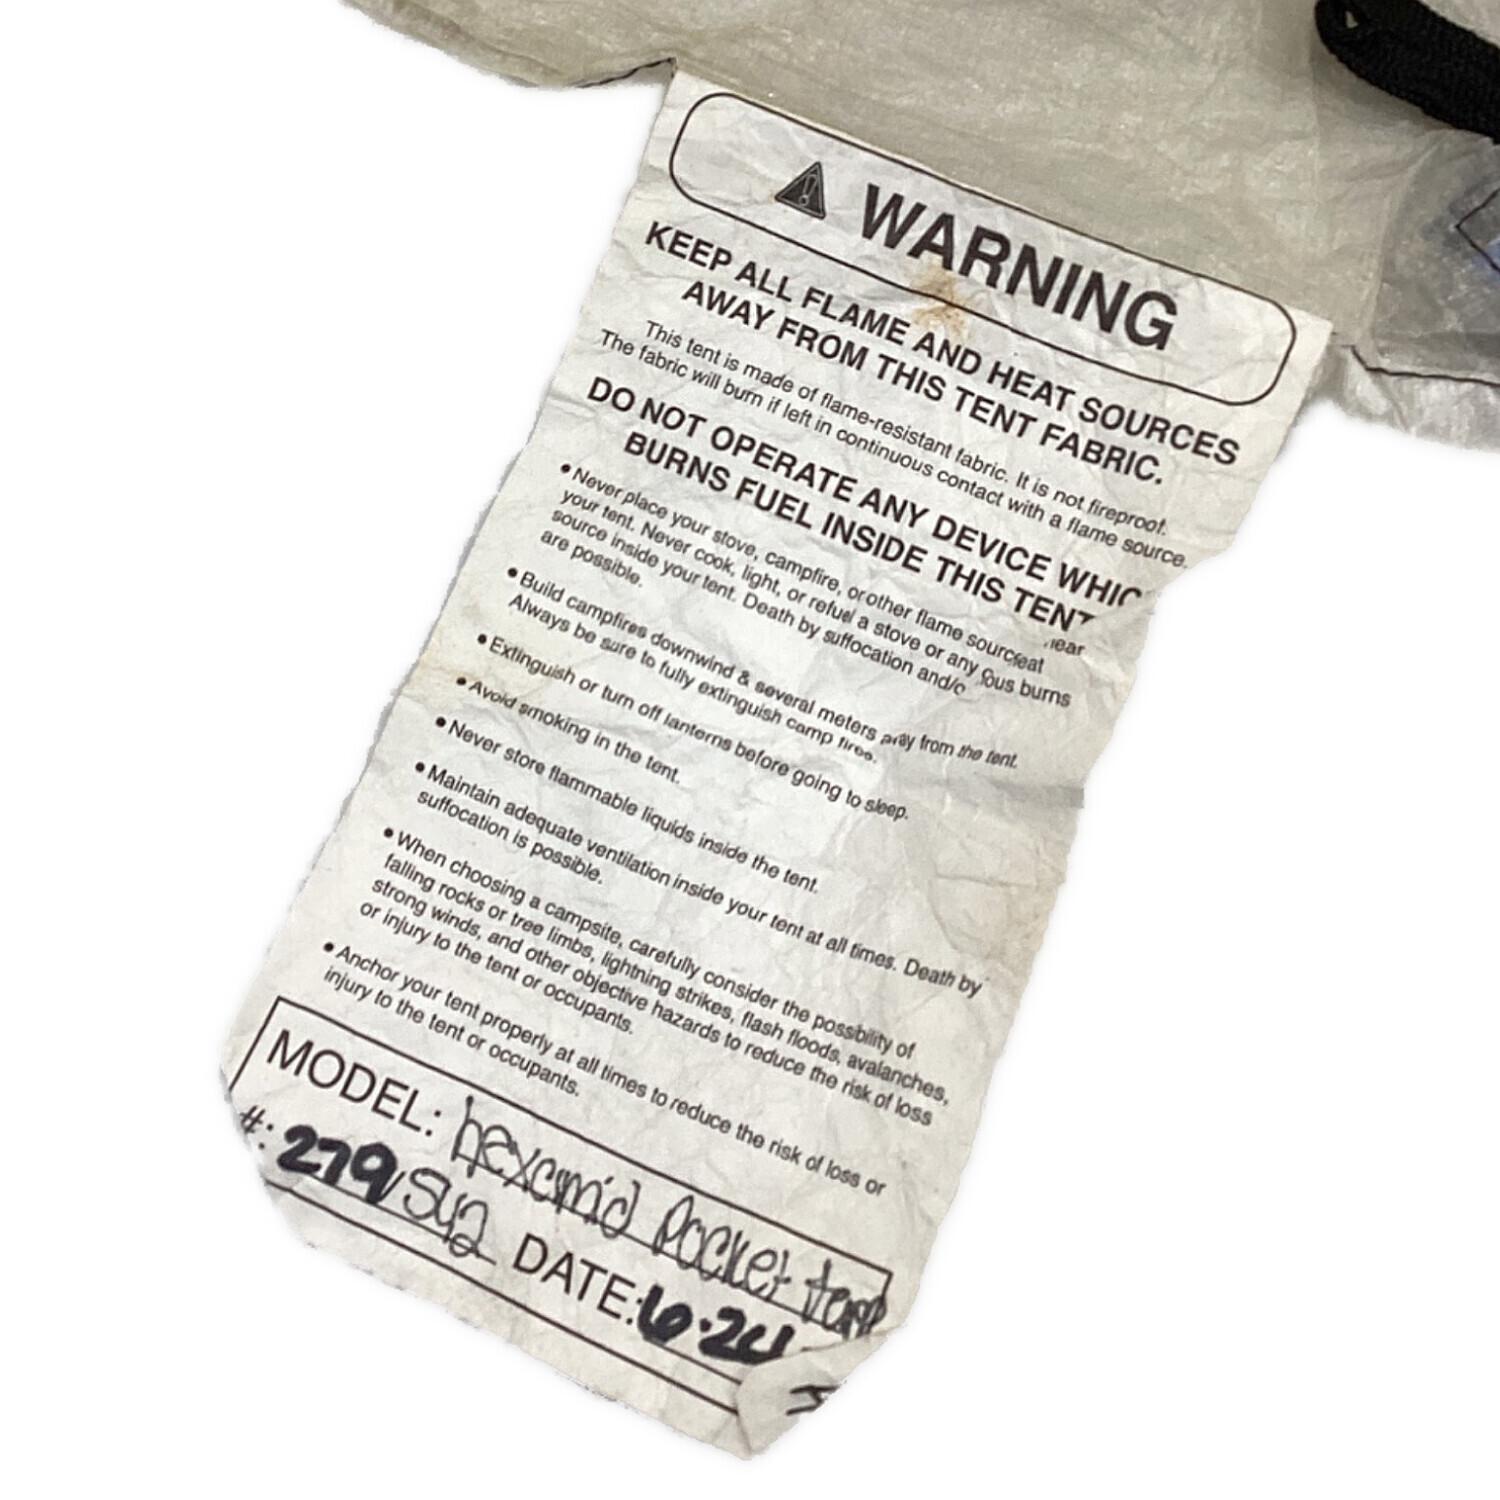 WARNING
KEEP ALL FLAME AND HEAT SOURCES
AWAY FROM THIS TENT FABRIC.
This tent is made of flame-resistant fabric. It is not fireproof.
The fabric will burn if left in continuous contact with a flame source.
DO NOT OPERATE ANY DEVICE WHIC
BURNS FUEL INSIDE THIS TENT
• Never place your stove, campfire, or other flame source near
your tent. Never cook, light, or refuel a stove or any heat
source inside your tent. Death by suffocation and/o ious burns
are possible.
• Build campfires downwind & several meters away from the tent.
Always be sure to fully extinguish camp fires.
• Extinguish or turn off lanterns before going to sleep.
• Avoid smoking in the tent.
• Never store flammable liquids inside the tent.
• Maintain adequate ventilation inside your tent at all times. Death by
suffocation is possible.
• When choosing a campsite, carefully consider the possibility of
falling rocks or tree limbs, lightning strikes, flash floods, avalanches,
strong winds, and other objective hazards to reduce the risk of loss
or injury to the tent or occupants.
• Anchor your tent properly at all times to reduce the risk of loss or
injury to the tent or occupants.
MODEL: hexamid Pocket tarp
#: 279/542 DATE: 6.24